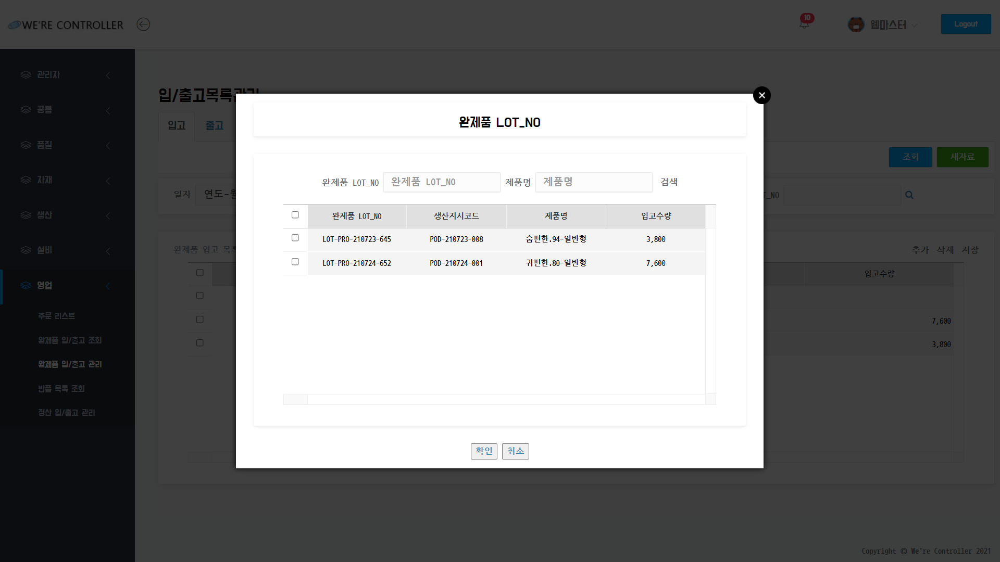 WE'RE CONTROLLER
10
웹마스터
Logout
관리자
공통
품질
자재
생산
설비
영업
주문 리스트
완제품 입/출고 조회
완제품 입/출고 관리
반품 목록 조회
정산 입/출고 관리
입/출고목록관리
입고
출고
조회
새자료
일자
연도-월
T_NO
완제품 입고 목록
추가
삭제
저장
입고수량
7,600
3,800
완제품 LOT_NO
완제품 LOT_NO
완제품 LOT_NO
제품명
제품명
검색
완제품 LOT_NO
생산지시코드
제품명
입고수량
LOT-PRO-210723-645
POD-210723-008
숨편한.94-일반형
3,800
LOT-PRO-210724-652
POD-210724-001
귀편한.80-일반형
7,600
확인
취소
Copyright © We're Controller 2021